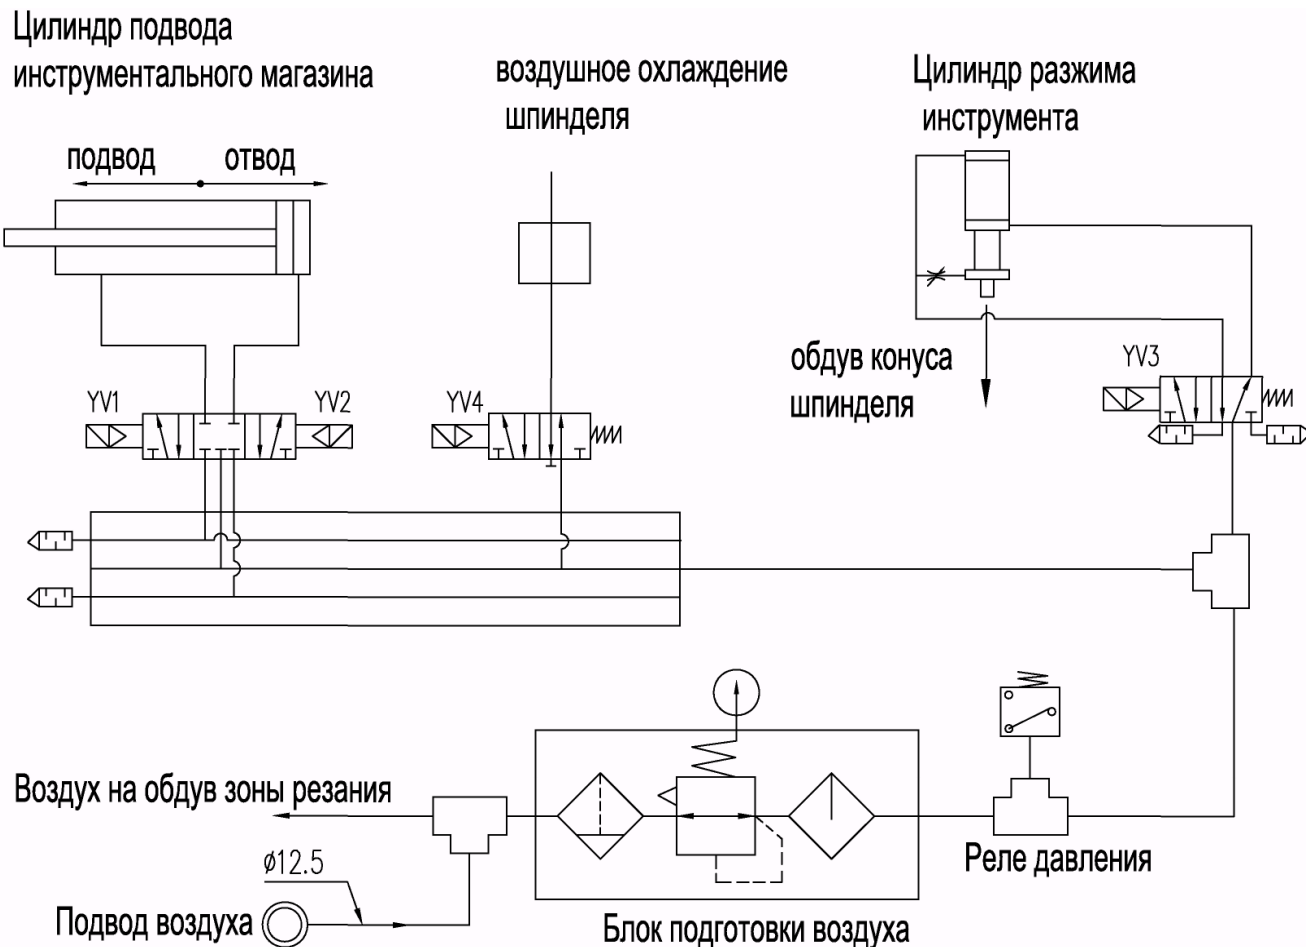 Цилиндр подвода
инструментального магазина
воздушное охлаждение
шпинделя
Цилиндр разжима
инструмента
подвод
отвод
обдув конуса
шпинделя
YV1
YV2
YV4
YV3
Воздух на обдув зоны резания
ø12.5
Подвод воздуха
Блок подготовки воздуха
Реле давления